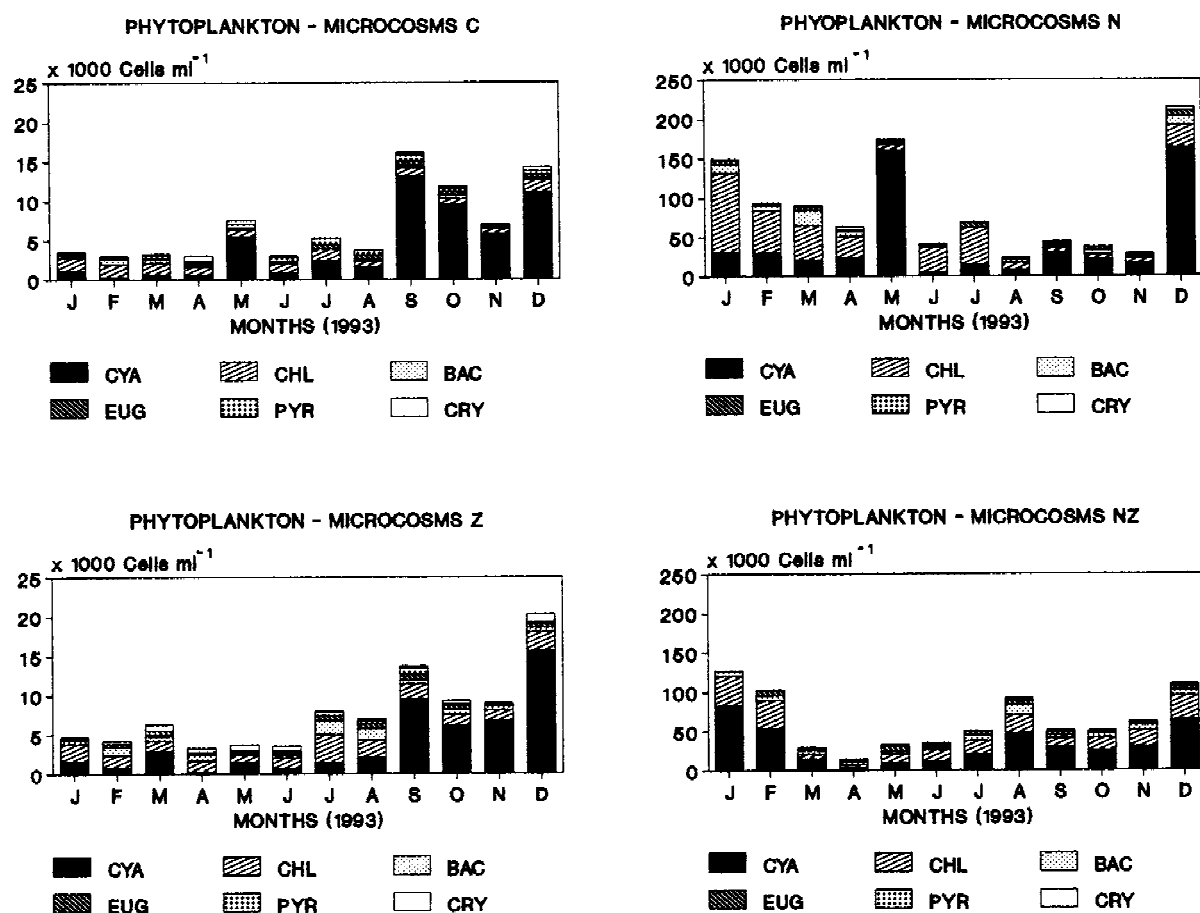 PHYTOPLANKTON - MICROCOSMS C
x 1000 Cells ml⁻¹
25
20
15
10
5
0
J F M A M J J A S O N D
MONTHS (1993)
CYA CHL BAC
EUG PYR CRY
PHYOPLANKTON - MICROCOSMS N
x 1000 Cells ml⁻¹
250
200
150
100
50
0
J F M A M J J A S O N D
MONTHS (1993)
CYA CHL BAC
EUG PYR CRY
PHYTOPLANKTON - MICROCOSMS Z
x 1000 Cells ml⁻¹
25
20
15
10
5
0
J F M A M J J A S O N D
MONTHS (1993)
CYA CHL BAC
EUG PYR CRY
PHYTOPLANKTON - MICROCOSMS NZ
x 1000 Cells ml⁻¹
250
200
150
100
50
0
J F M A M J J A S O N D
MONTHS (1993)
CYA CHL BAC
EUG PYR CRY